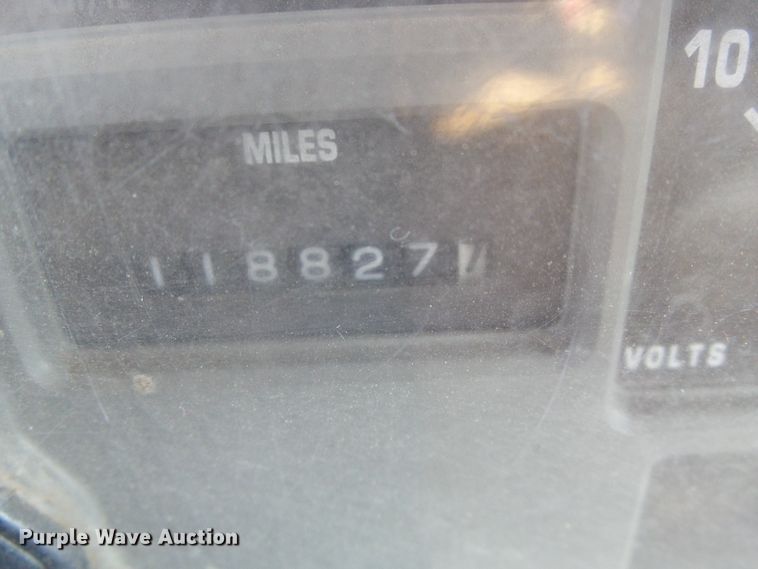 10
MILES
118827
VOLTS
Purple Wave Auction